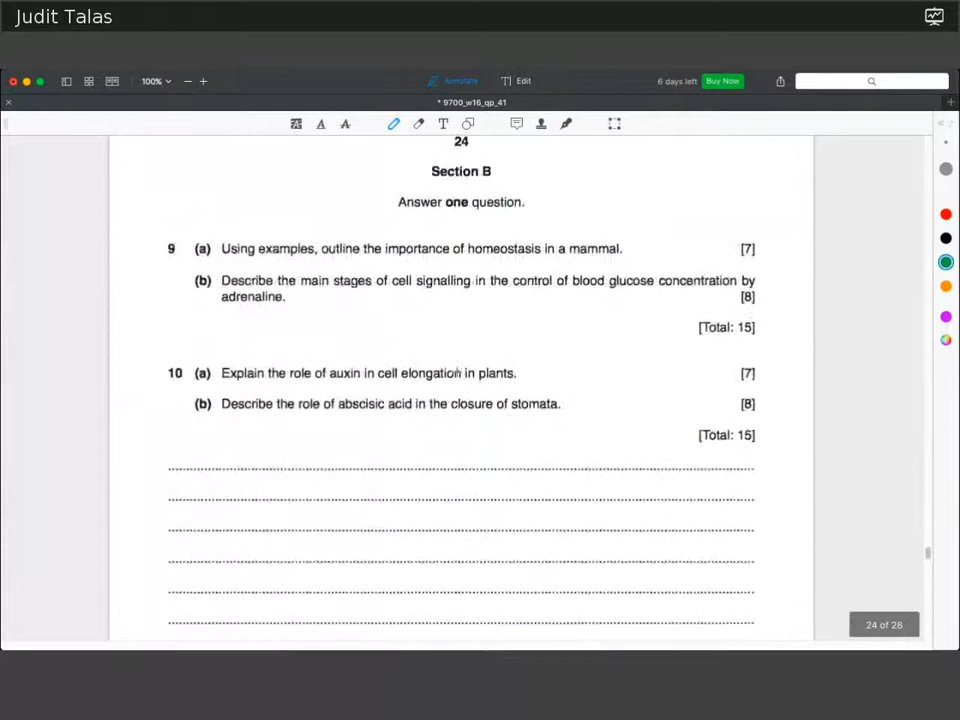 Judit Talas
100%
Annotate
Edit
6 days left
Buy Now
* 9700_w16_qp_41
24
Section B
Answer one question.
9 (a) Using examples, outline the importance of homeostasis in a mammal. [7]
(b) Describe the main stages of cell signalling in the control of blood glucose concentration by
adrenaline. [8]
[Total: 15]
10 (a) Explain the role of auxin in cell elongation in plants. [7]
(b) Describe the role of abscisic acid in the closure of stomata. [8]
[Total: 15]
24 of 28